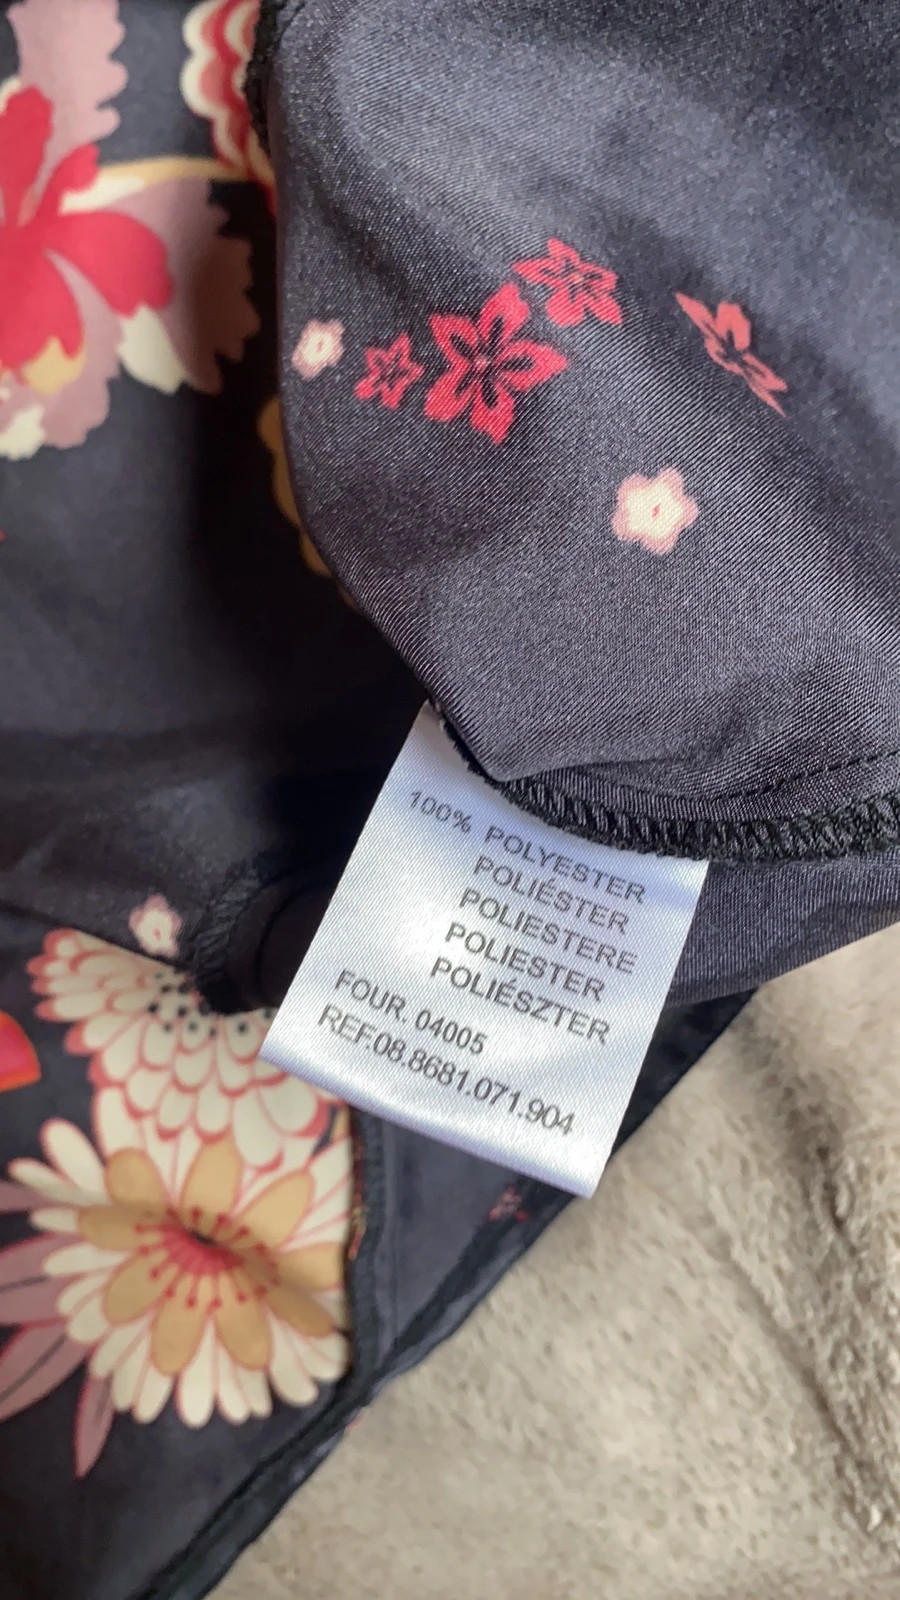 100% POLYESTER
POLIÉSTER
POLIESTERE
POLIESTER
POLIÉSZTER
FOUR. 04005
REF.08.8681.071.904